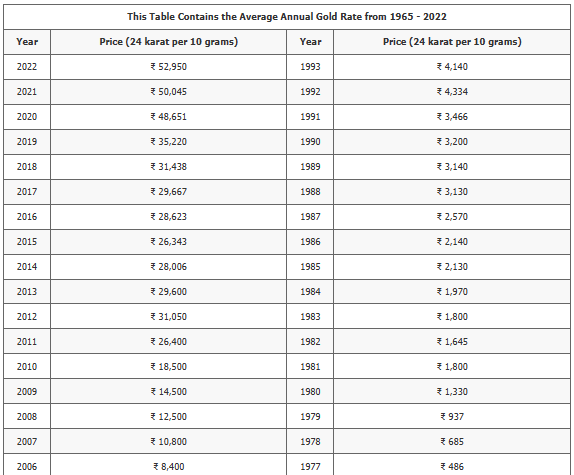 This Table Contains the Average Annual Gold Rate from 1965 - 2022
Year Price (24 karat per 10 grams) Year Price (24 karat per 10 grams)
2022 ₹ 52,950 1993 ₹ 4,140
2021 ₹ 50,045 1992 ₹ 4,334
2020 ₹ 48,651 1991 ₹ 3,466
2019 ₹ 35,220 1990 ₹ 3,200
2018 ₹ 31,438 1989 ₹ 3,140
2017 ₹ 29,667 1988 ₹ 3,130
2016 ₹ 28,623 1987 ₹ 2,570
2015 ₹ 26,343 1986 ₹ 2,140
2014 ₹ 28,006 1985 ₹ 2,130
2013 ₹ 29,600 1984 ₹ 1,970
2012 ₹ 31,050 1983 ₹ 1,800
2011 ₹ 26,400 1982 ₹ 1,645
2010 ₹ 18,500 1981 ₹ 1,800
2009 ₹ 14,500 1980 ₹ 1,330
2008 ₹ 12,500 1979 ₹ 937
2007 ₹ 10,800 1978 ₹ 685
2006 ₹ 8,400 1977 ₹ 486